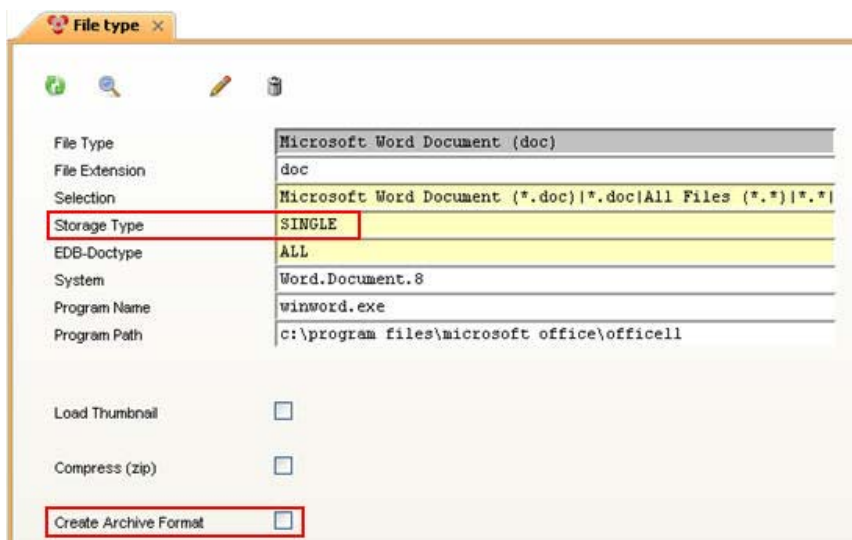 File type
File Type Microsoft Word Document (doc)
File Extension doc
Selection Microsoft Word Document (*.doc)|*.doc|All Files (*.*)|*.*|
Storage Type SINGLE
EDB-Doctype ALL
System Word.Document.8
Program Name winword.exe
Program Path c:\program files\microsoft office\office11
Load Thumbnail
Compress (zip)
Create Archive Format